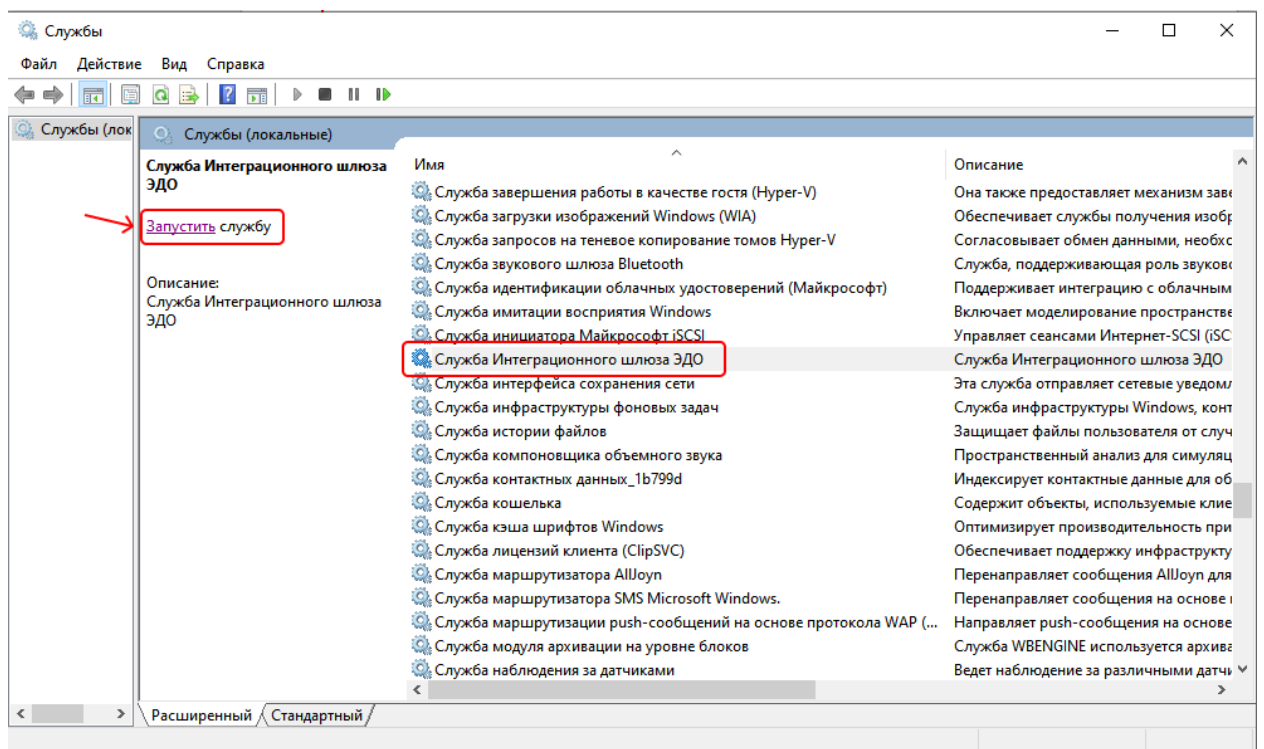 Службы
Файл Действие Вид Справка
Службы (лок
Службы (локальные)
Служба Интеграционного шлюза
ЭДО
Запустить службу
Описание:
Служба Интеграционного шлюза
ЭДО
Имя Описание
Служба завершения работы в качестве гостя (Hyper-V) Она также предоставляет механизм заве
Служба загрузки изображений Windows (WIA) Обеспечивает службы получения изобр
Служба запросов на теневое копирование томов Hyper-V Согласовывает обмен данными, необхс
Служба звукового шлюза Bluetooth Служба, поддерживающая роль звуково
Служба идентификации облачных удостоверений (Майкрософт) Поддерживает интеграцию с облачным
Служба имитации восприятия Windows Включает моделирование пространстве
Служба инициатора Майкрософт iSCSI Управляет сеансами Интернет-SCSI (iSC
Служба Интеграционного шлюза ЭДО Служба Интеграционного шлюза ЭДО
Служба интерфейса сохранения сети Эта служба отправляет сетевые уведомл
Служба инфраструктуры фоновых задач Служба инфраструктуры Windows, конт
Служба истории файлов Защищает файлы пользователя от случ
Служба компоновщика объемного звука Пространственный анализ для симуляц
Служба контактных данных_1b799d Индексирует контактные данные для об
Служба кошелька Содержит объекты, используемые клие
Служба кэша шрифтов Windows Оптимизирует производительность при
Служба лицензий клиента (ClipSVC) Обеспечивает поддержку инфраструкту
Служба маршрутизатора AllJoyn Перенаправляет сообщения AllJoyn для
Служба маршрутизатора SMS Microsoft Windows. Перенаправляет сообщения на основе
Служба маршрутизации push-сообщений на основе протокола WAP (... Направляет push-сообщения на основе
Служба модуля архивации на уровне блоков Служба WBENGINE используется архива
Служба наблюдения за датчиками Ведет наблюдение за различными датчи
Расширенный Стандартный